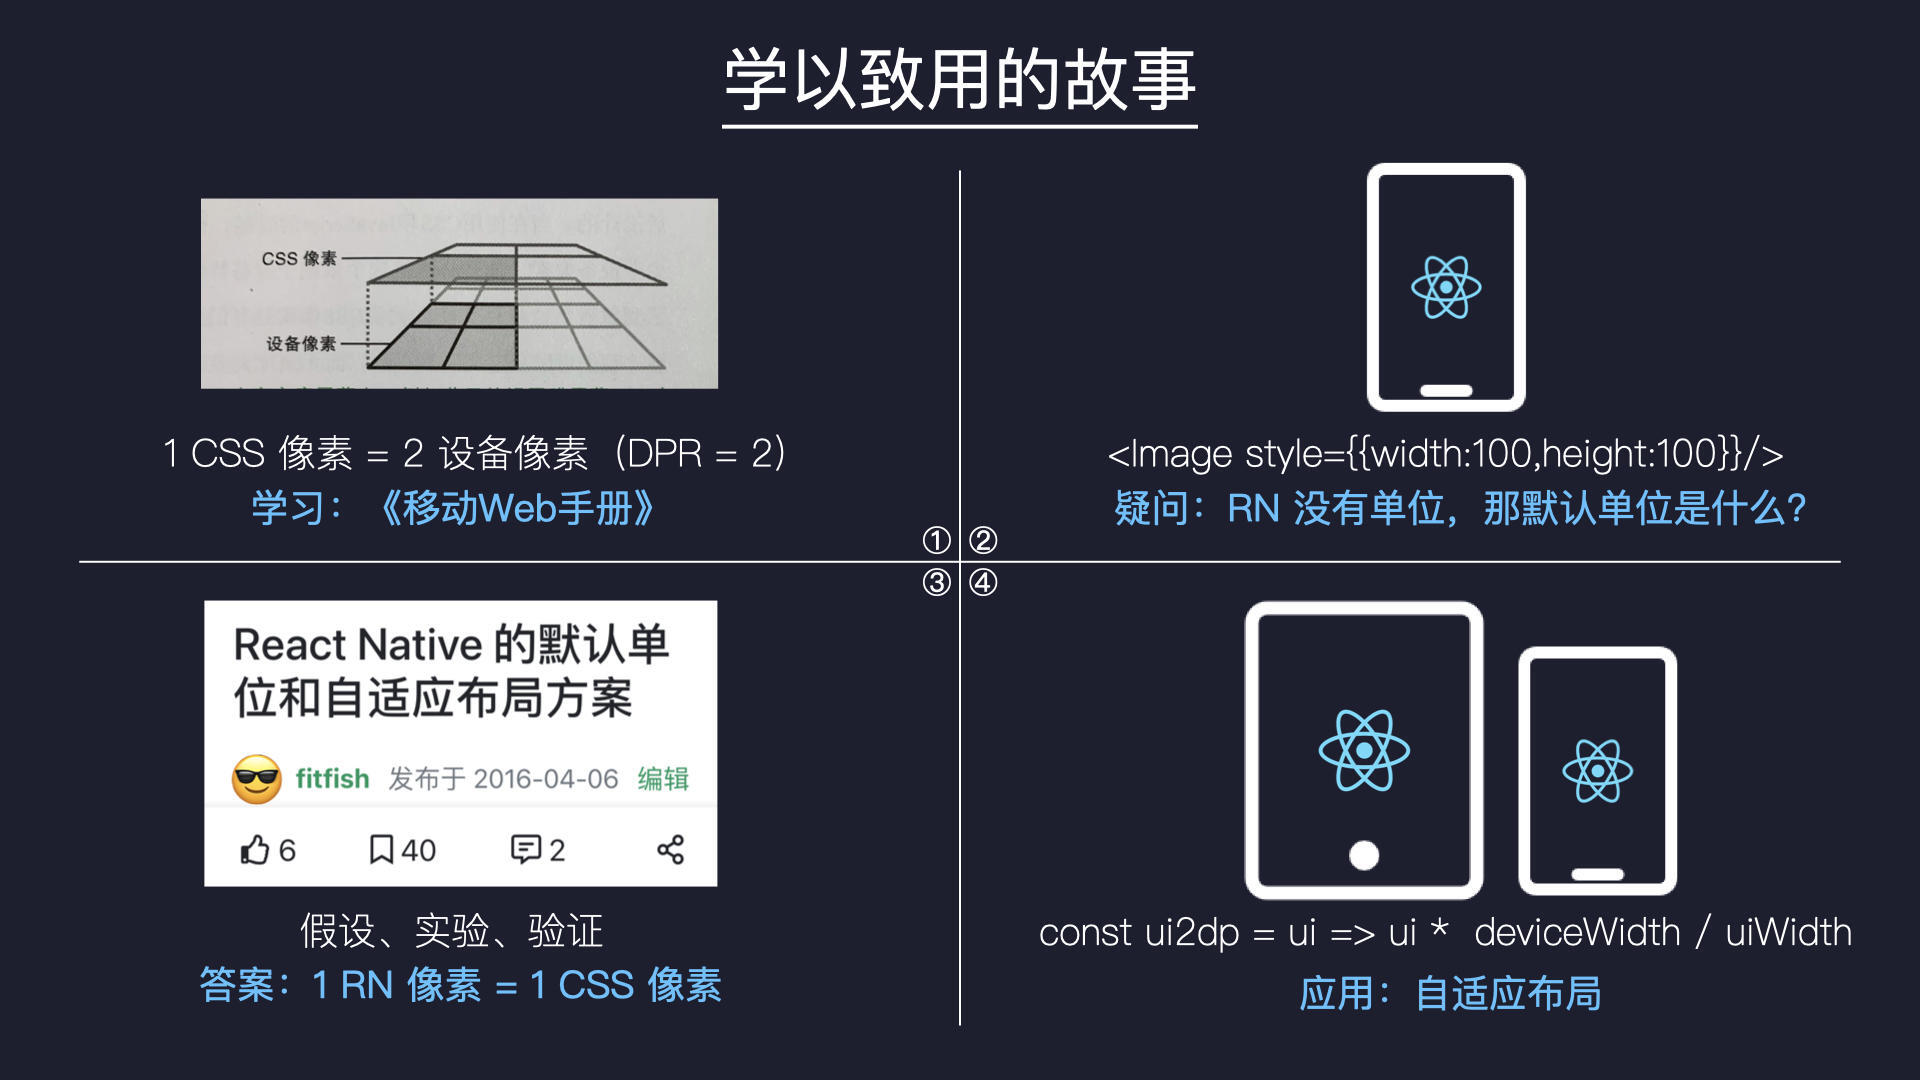 学以致用的故事
CSS 像素
设备像素
1 CSS 像素 = 2 设备像素（DPR = 2）
学习：《移动Web手册》
①
<Image style={{width:100,height:100}}/>
疑问：RN 没有单位，那默认单位是什么？
②
③
React Native 的默认单
位和自适应布局方案
fitfish 发布于 2016-04-06 编辑
6 40 2
假设、实验、验证
答案：1 RN 像素 = 1 CSS 像素
④
const ui2dp = ui => ui * deviceWidth / uiWidth
应用：自适应布局